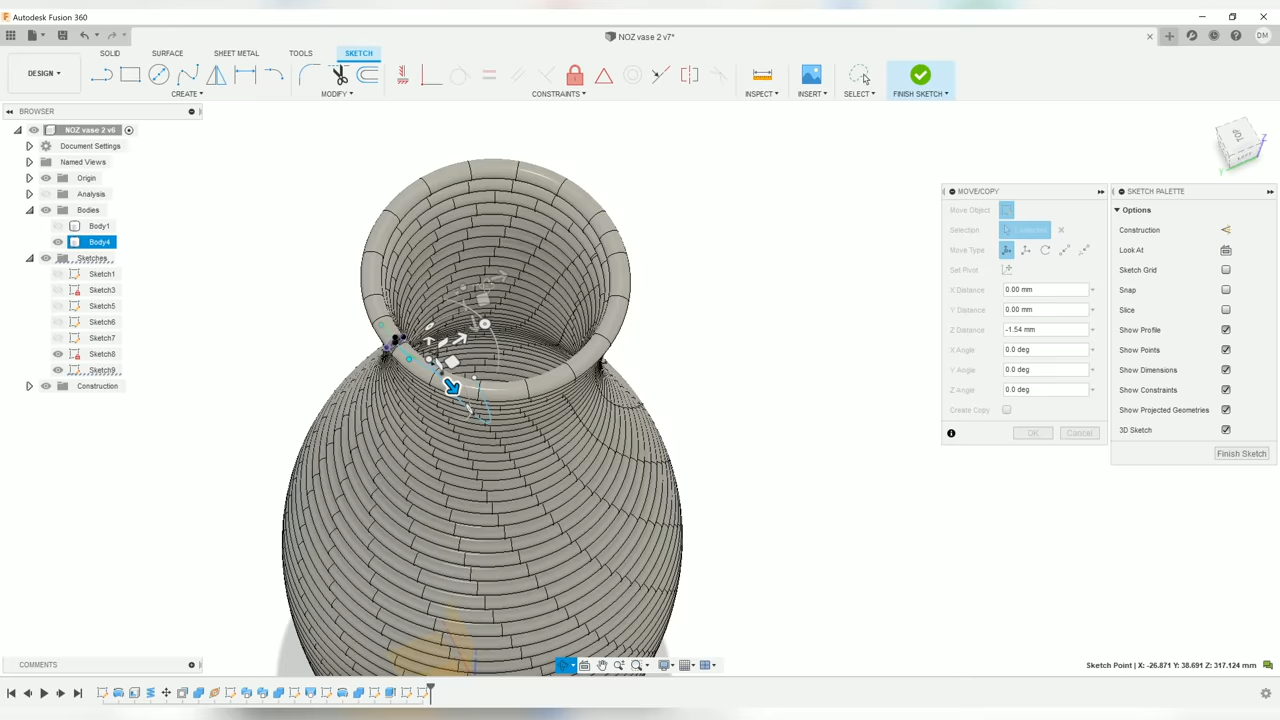 Autodesk Fusion 360
NOZ vase 2 v7*
DM
DESIGN
SOLID SURFACE SHEET METAL TOOLS SKETCH
CREATE MODIFY CONSTRAINTS INSPECT INSERT SELECT FINISH SKETCH
BROWSER
NOZ vase 2 v6
Document Settings
Named Views
Origin
Analysis
Bodies
Body1
Body4
Sketches
Sketch1
Sketch3
Sketch5
Sketch6
Sketch7
Sketch8
Sketch9
Construction
Z
Y
MOVE/COPY
Move Object
Selection
Move Type
Set Pivot
X Distance 0.00 mm
Y Distance 0.00 mm
Z Distance -1.54 mm
X Angle 0.0 deg
Y Angle 0.0 deg
Z Angle 0.0 deg
Create Copy
OK Cancel
SKETCH PALETTE
Options
Construction
Look At
Sketch Grid
Snap
Slice
Show Profile
Show Points
Show Dimensions
Show Constraints
Show Projected Geometries
3D Sketch
Finish Sketch
COMMENTS
Sketch Point | X: -26.871 Y: 38.691 Z: 317.124 mm